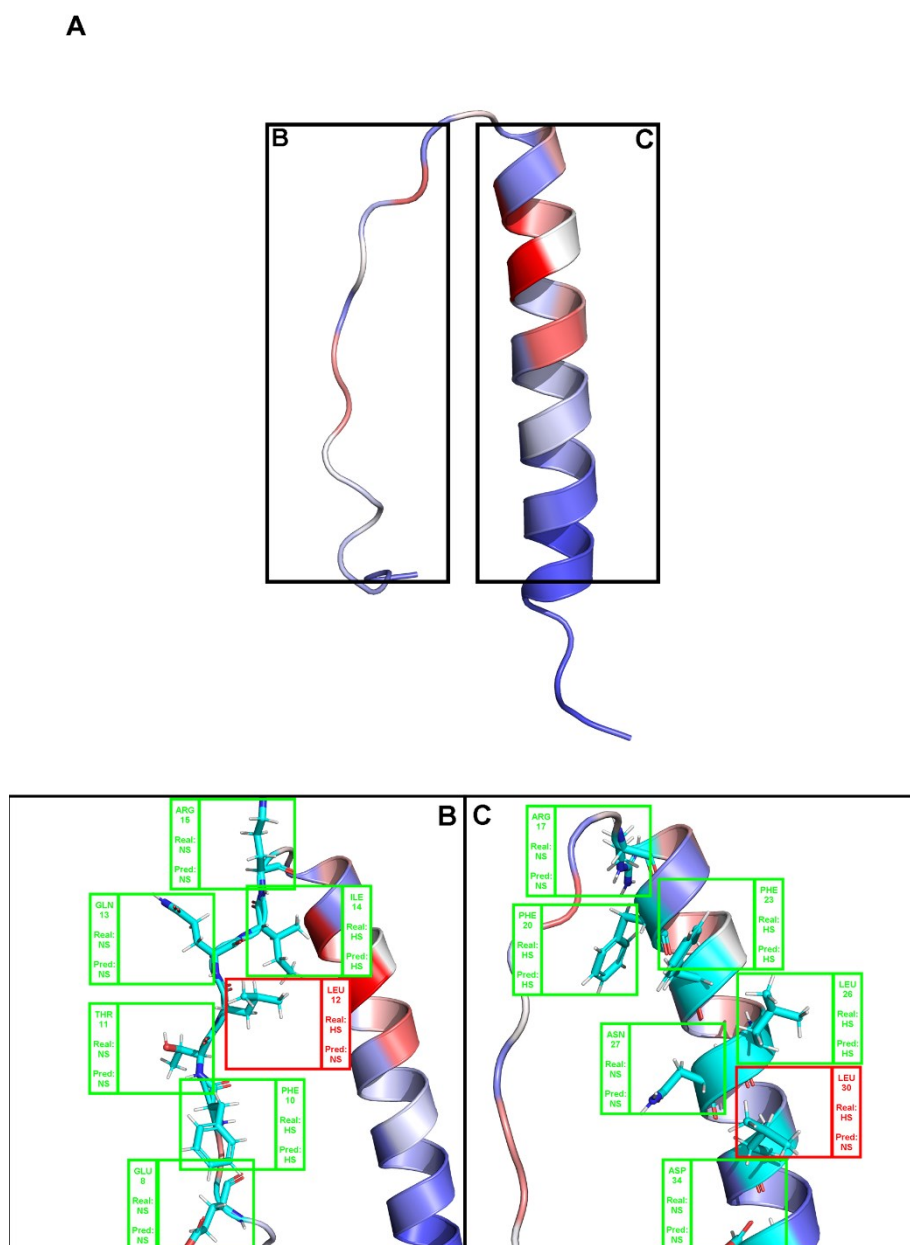 A
B
C
B
ARG
15
Real:
NS
Pred:
NS
GLN
13
Real:
NS
Pred:
NS
ILE
14
Real:
HS
Pred:
HS
LEU
12
Real:
HS
Pred:
NS
THR
11
Real:
NS
Pred:
NS
PHE
10
Real:
HS
Pred:
HS
GLU
8
Real:
NS
Pred:
NS
C
ARG
17
Real:
NS
Pred:
NS
PHE
23
Real:
HS
Pred:
HS
PHE
20
Real:
HS
Pred:
HS
LEU
26
Real:
HS
Pred:
HS
ASN
27
Real:
NS
Pred:
NS
LEU
30
Real:
HS
Pred:
NS
ASP
34
Real:
NS
Pred:
NS